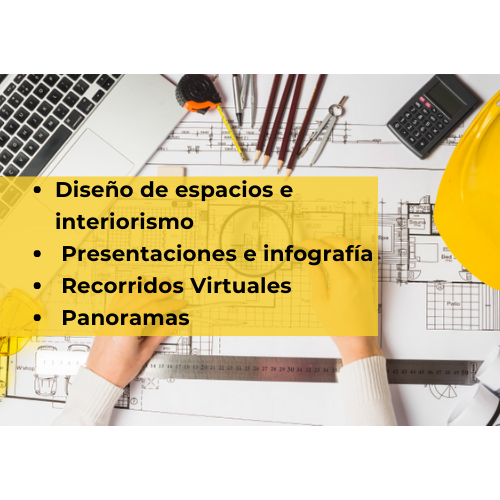 • Diseño de espacios e
interiorismo
• Presentaciones e infografía
• Recorridos Virtuales
• Panoramas